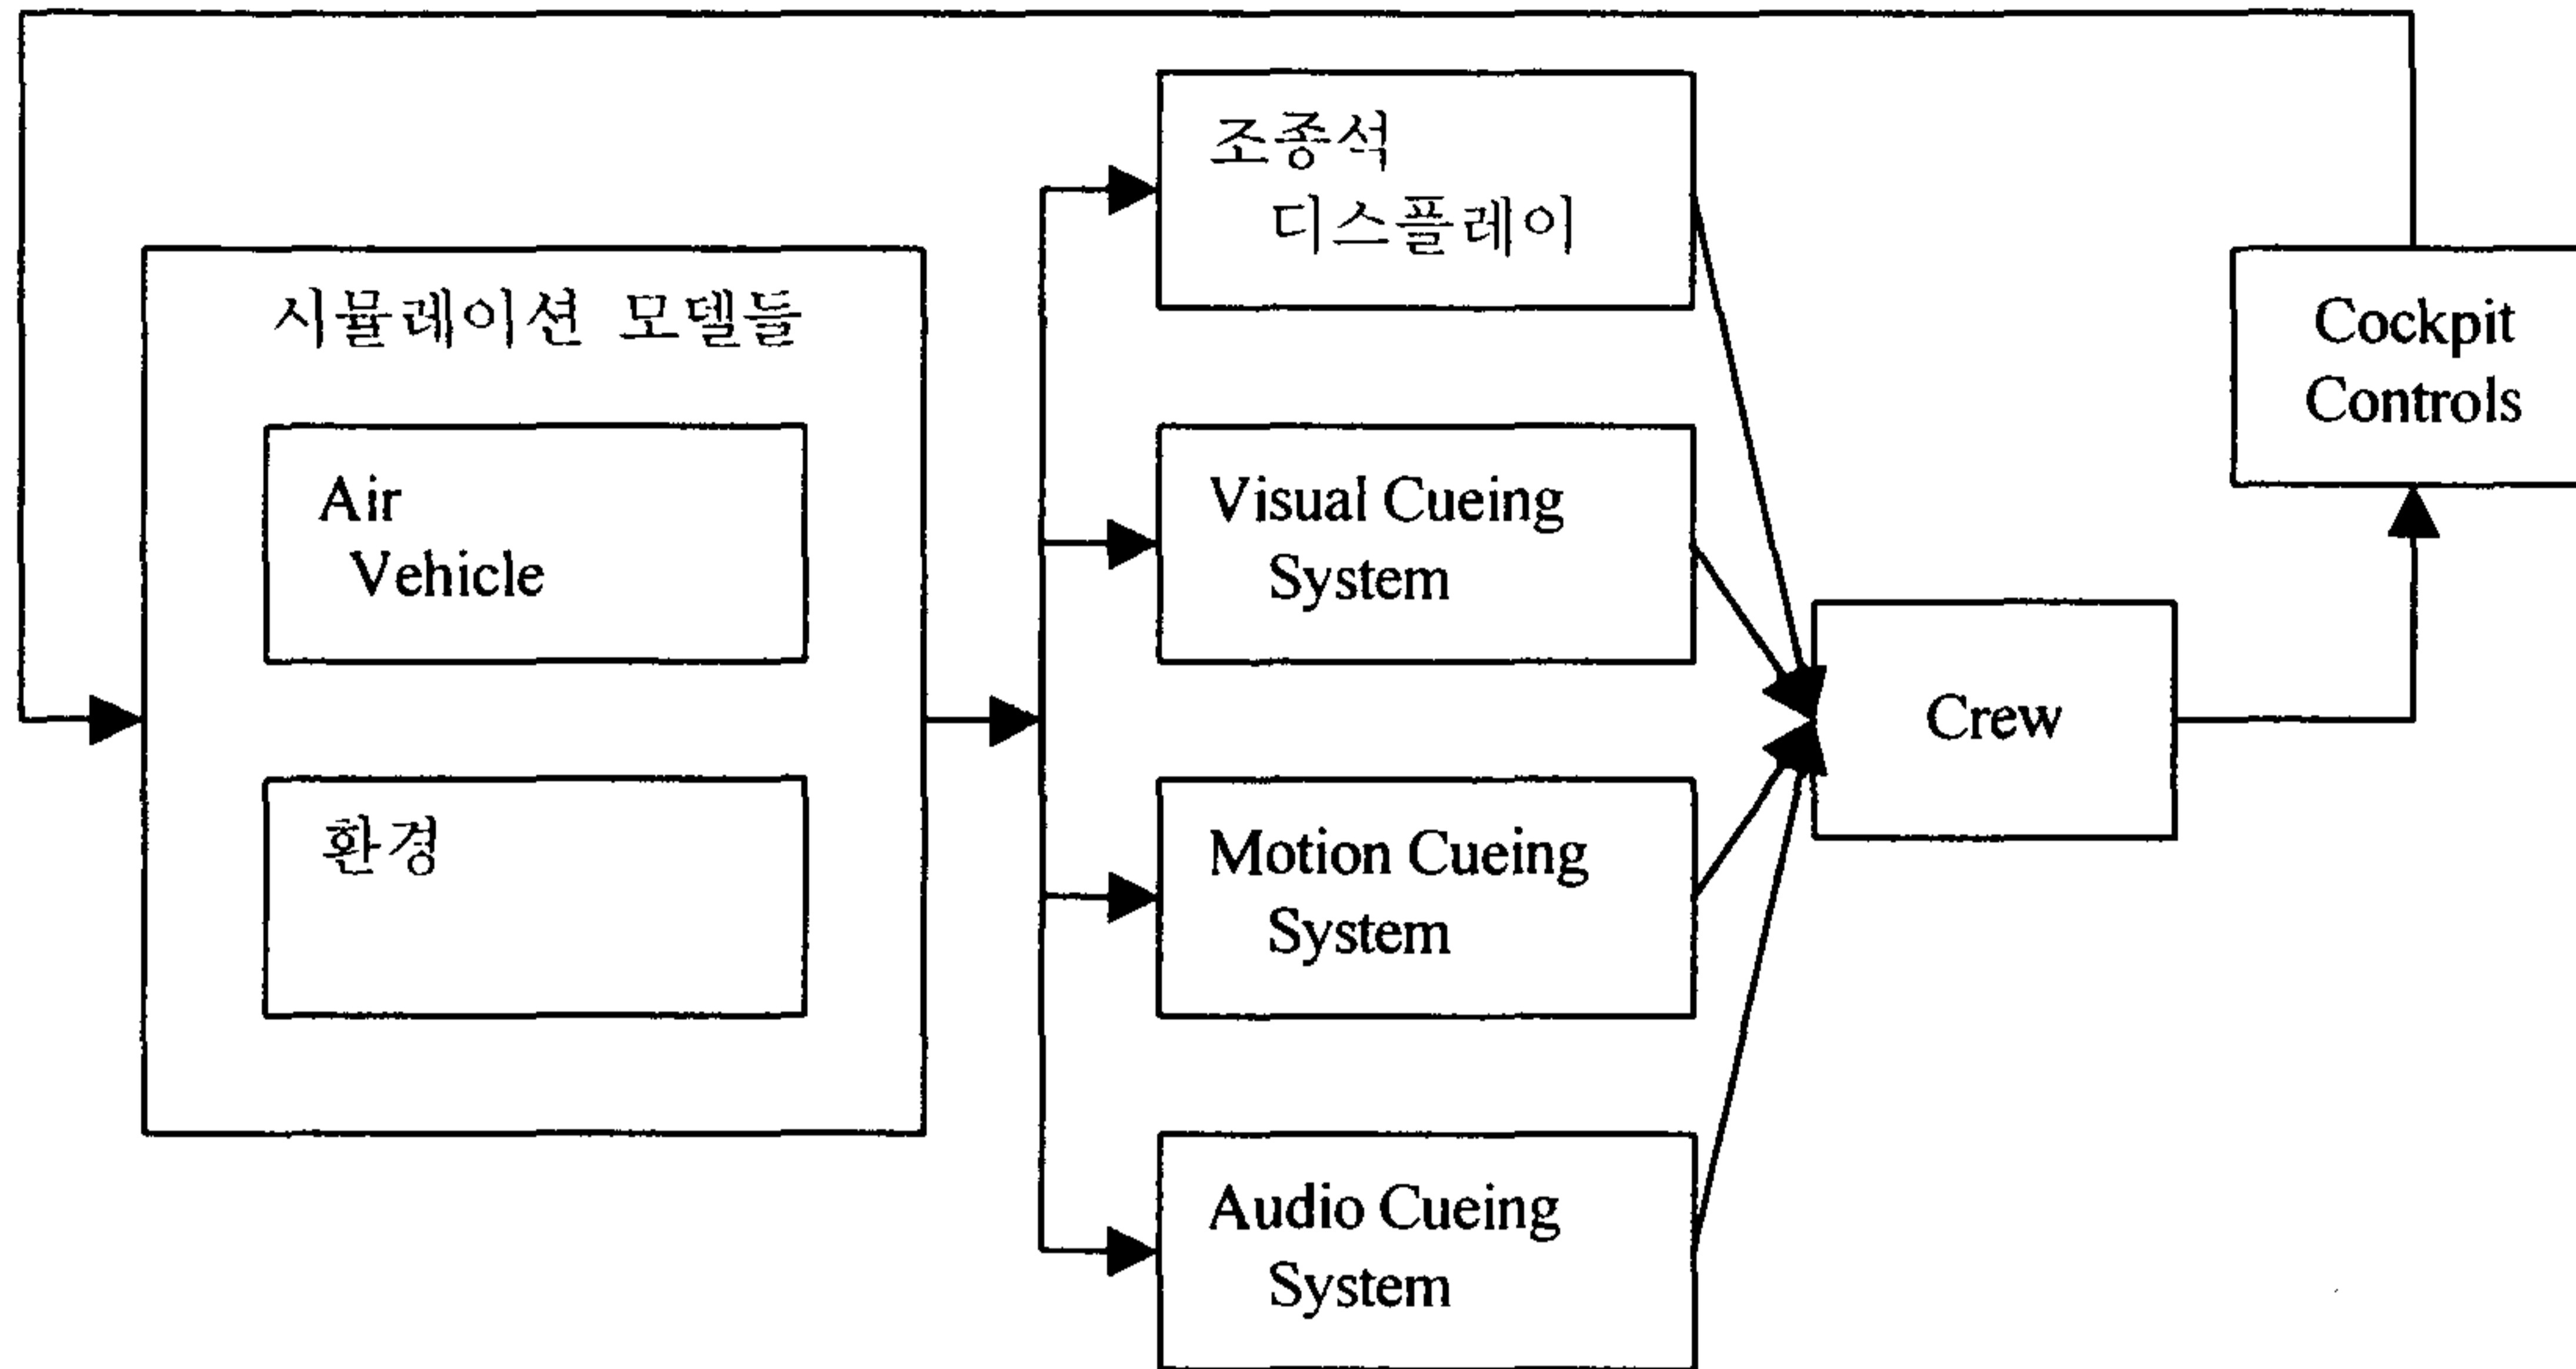 시뮬레이션 모델들
Air
Vehicle
환경
조종석
디스플레이
Visual Cueing
System
Motion Cueing
System
Audio Cueing
System
Crew
Cockpit
Controls